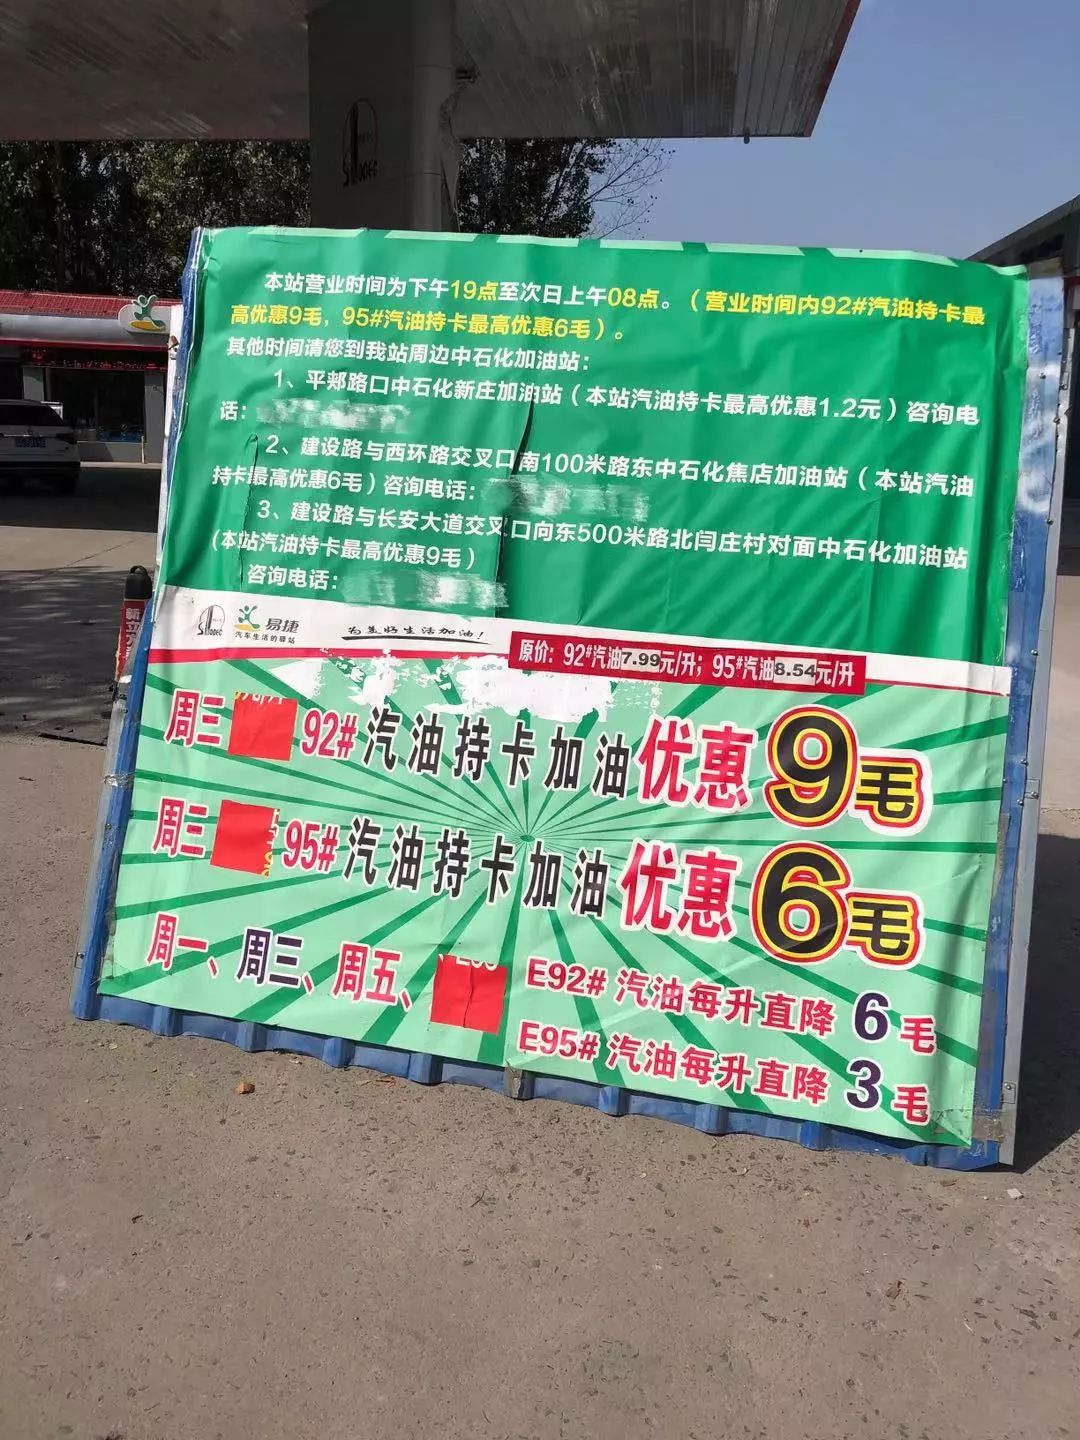 SINOPEC
本站营业时间为下午19点至次日上午08点。（营业时间内92#汽油持卡最
高优惠9毛，95#汽油持卡最高优惠6毛）。
其他时间请您到我站周边中石化加油站：
1、平郏路口中石化新庄加油站（本站汽油持卡最高优惠1.2元）咨询电
话：
2、建设路与西环路交叉口南100米路东中石化焦店加油站（本站汽油
持卡最高优惠6毛）咨询电话：
3、建设路与长安大道交叉口向东500米路北闫庄村对面中石化加油站
(本站汽油持卡最高优惠9毛）
咨询电话：
SINOPEC 易捷 为美好生活加油！
汽车生活的驿站
原价：92#汽油7.99元/升；95#汽油8.54元/升
周三 92#汽油持卡加油优惠9毛
周三 95#汽油持卡加油优惠6毛
周一、周三、周五、 E92#汽油每升直降 6 毛
E95#汽油每升直降 3 毛